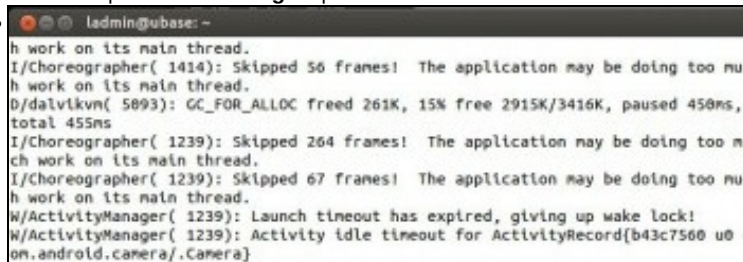 ladmin@ubase: ~
h work on its main thread.
I/Choreographer( 1414): Skipped 56 frames!  The application may be doing too mu
h work on its main thread.
D/dalvikvm( 5093): GC_FOR_ALLOC freed 261K, 15% free 2915K/3416K, paused 450ms,
total 455ms
I/Choreographer( 1239): Skipped 264 frames!  The application may be doing too m
ch work on its main thread.
I/Choreographer( 1239): Skipped 67 frames!  The application may be doing too mu
h work on its main thread.
W/ActivityManager( 1239): Launch timeout has expired, giving up wake lock!
W/ActivityManager( 1239): Activity idle timeout for ActivityRecord{b43c7560 u0
om.android.camera/.Camera}